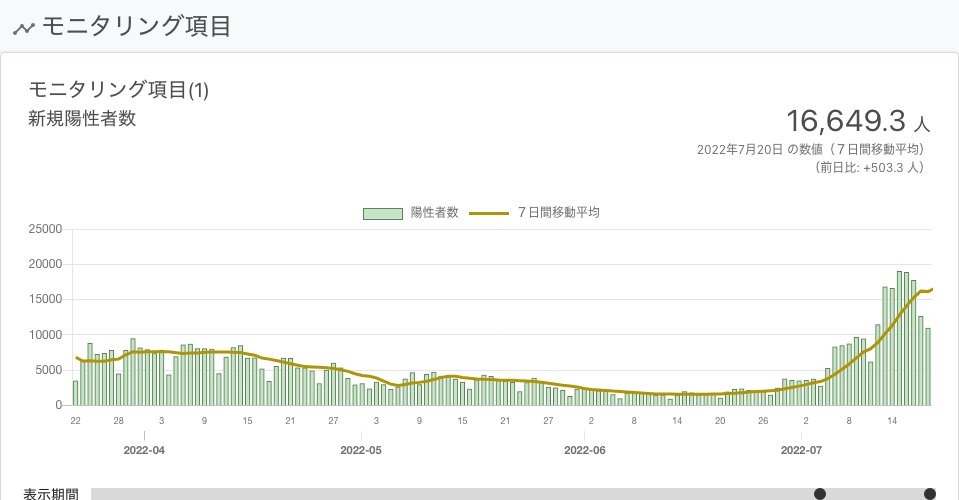 モニタリング項目
モニタリング項目(1)
新規陽性者数
16,649.3 人
2022年7月20日 の数値（７日間移動平均）
（前日比: +503.3 人）
陽性者数 ７日間移動平均
25000
20000
15000
10000
5000
0
22 28 3 9 15 21 27 3 9 15 21 27 2 8 14 20 26 2 8 14
2022-04 2022-05 2022-06 2022-07
表示期間